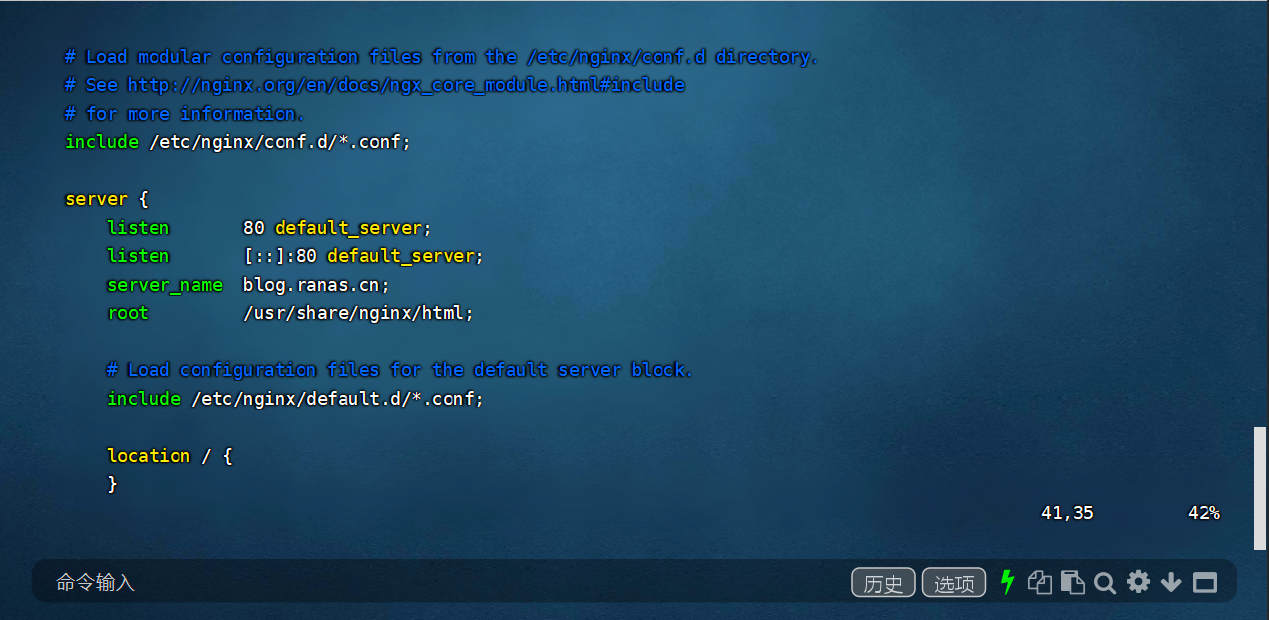 # Load modular configuration files from the /etc/nginx/conf.d directory.
# See http://nginx.org/en/docs/ngx_core_module.html#include
# for more information.
include /etc/nginx/conf.d/*.conf;
server {
listen 80 default_server;
listen [::]:80 default_server;
server_name blog.ranas.cn;
root /usr/share/nginx/html;
# Load configuration files for the default server block.
include /etc/nginx/default.d/*.conf;
location / {
}
41,35 42%
命令输入 历史 选项